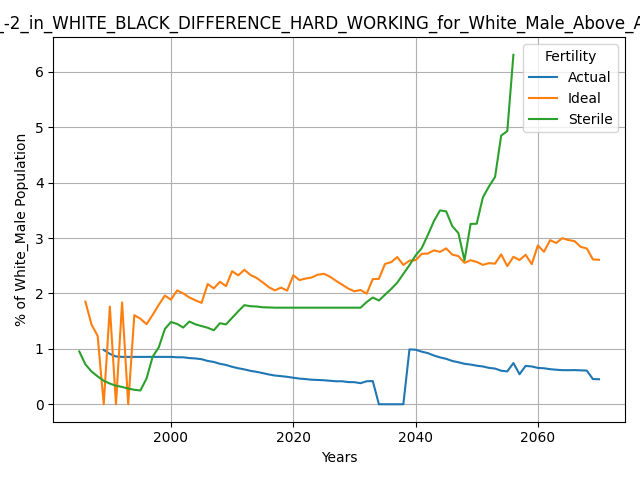 _-2_in_WHITE_BLACK_DIFFERENCE_HARD_WORKING_for_White_Male_Above_A
Fertility
Actual
Ideal
Sterile
% of White_Male Population
6
5
4
3
2
1
0
2000 2020 2040 2060
Years